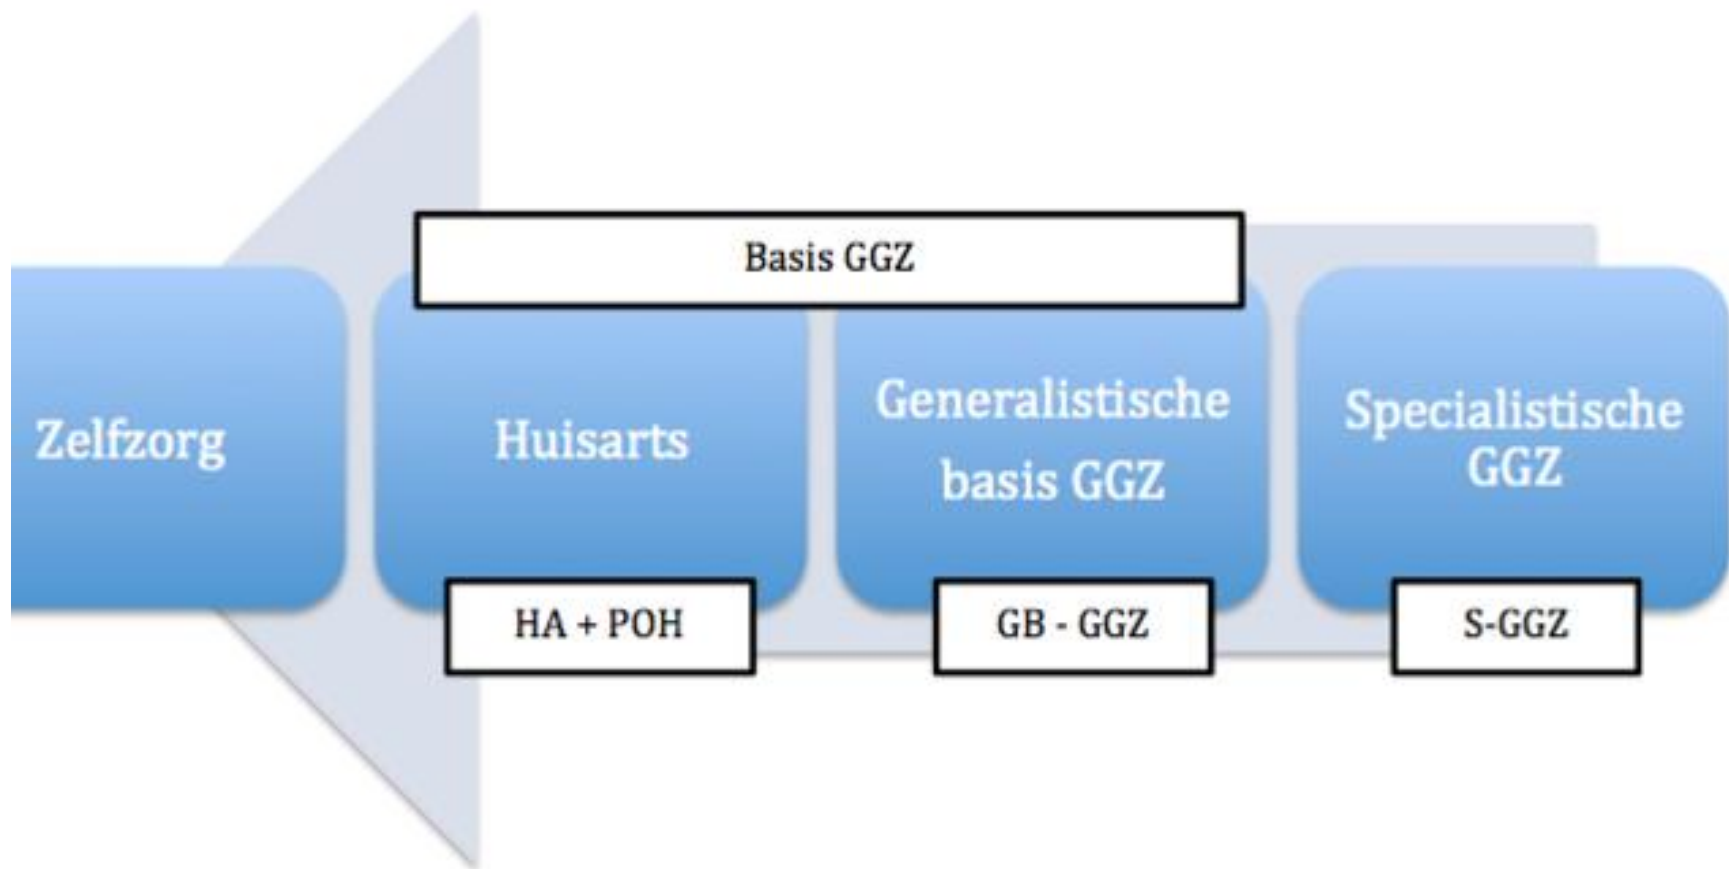 Basis GGZ
Zelfzorg
Huisarts
Generalistische
basis GGZ
Specialistische
GGZ
HA + POH
GB - GGZ
S-GGZ